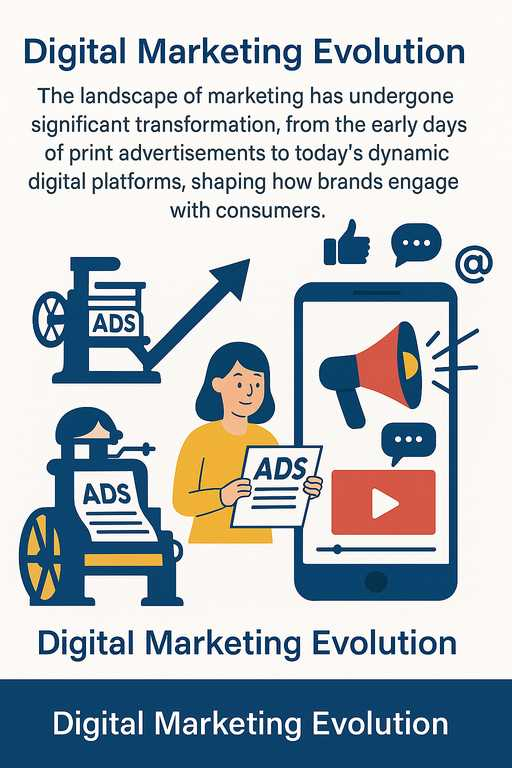 Digital Marketing Evolution
The landscape of marketing has undergone
significant transformation, from the early days
of print advertisements to today's dynamic
digital platforms, shaping how brands engage
with consumers.
@
ADS
ADS
ADS
Digital Marketing Evolution
Digital Marketing Evolution